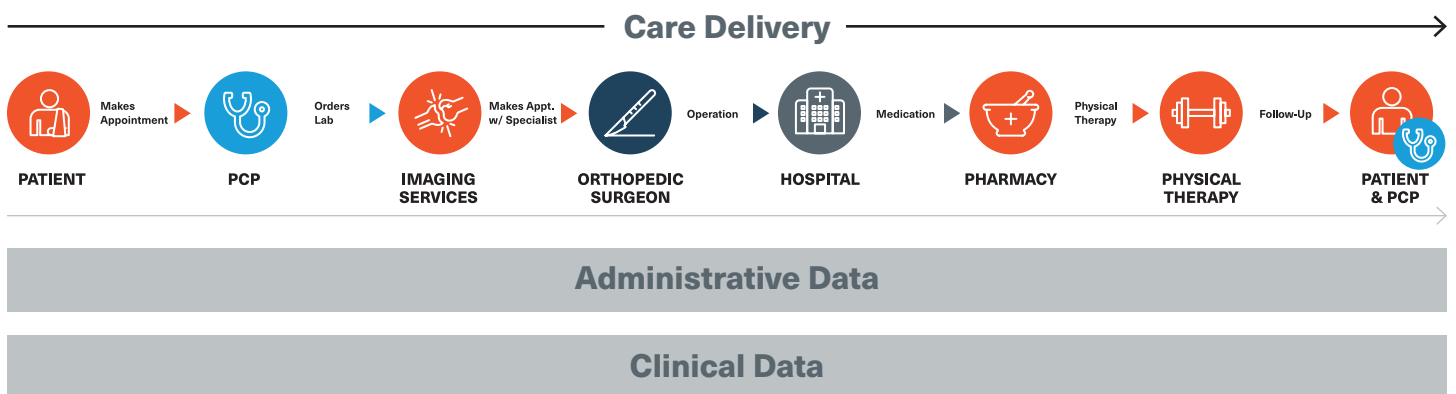 Care Delivery
Makes
Appointment
Orders
Lab
Makes Appt.
w/ Specialist
Operation
Medication
Physical
Therapy
Follow-Up
PATIENT
PCP
IMAGING
SERVICES
ORTHOPEDIC
SURGEON
HOSPITAL
PHARMACY
PHYSICAL
THERAPY
PATIENT
& PCP
Administrative Data
Clinical Data